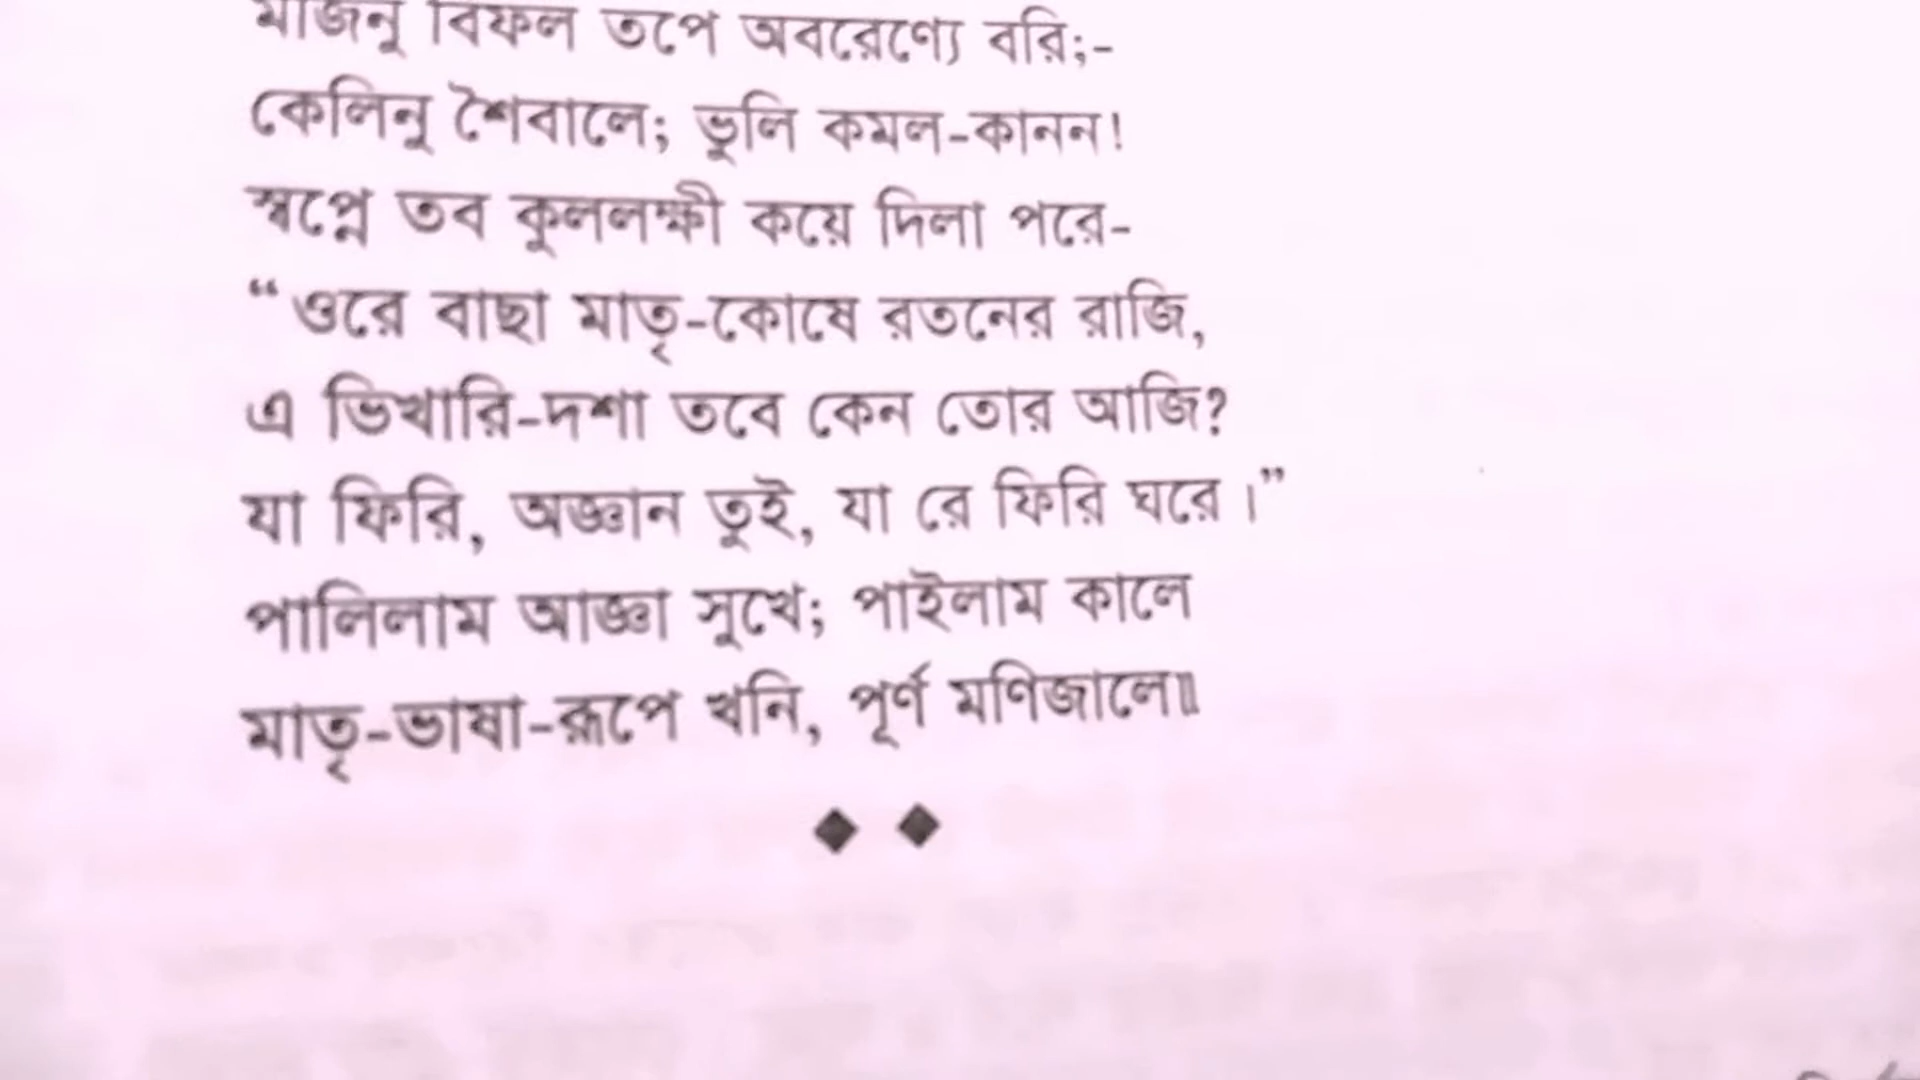 মজিনু বিফল তপে অবরেণ্যে বরি;-
কেলিনু শৈবালে; ভুলি কমল-কানন!
স্বপ্নে তব কুললক্ষী কয়ে দিলা পরে-
“ওরে বাছা মাতৃ-কোষে রতনের রাজি,
এ ভিখারি-দশা তবে কেন তোর আজি?
যা ফিরি, অজ্ঞান তুই, যা রে ফিরি ঘরে।”
পালিলাম আজ্ঞা সুখে; পাইলাম কালে
মাতৃ-ভাষা-রূপে খনি, পূর্ণ মণিজালে॥